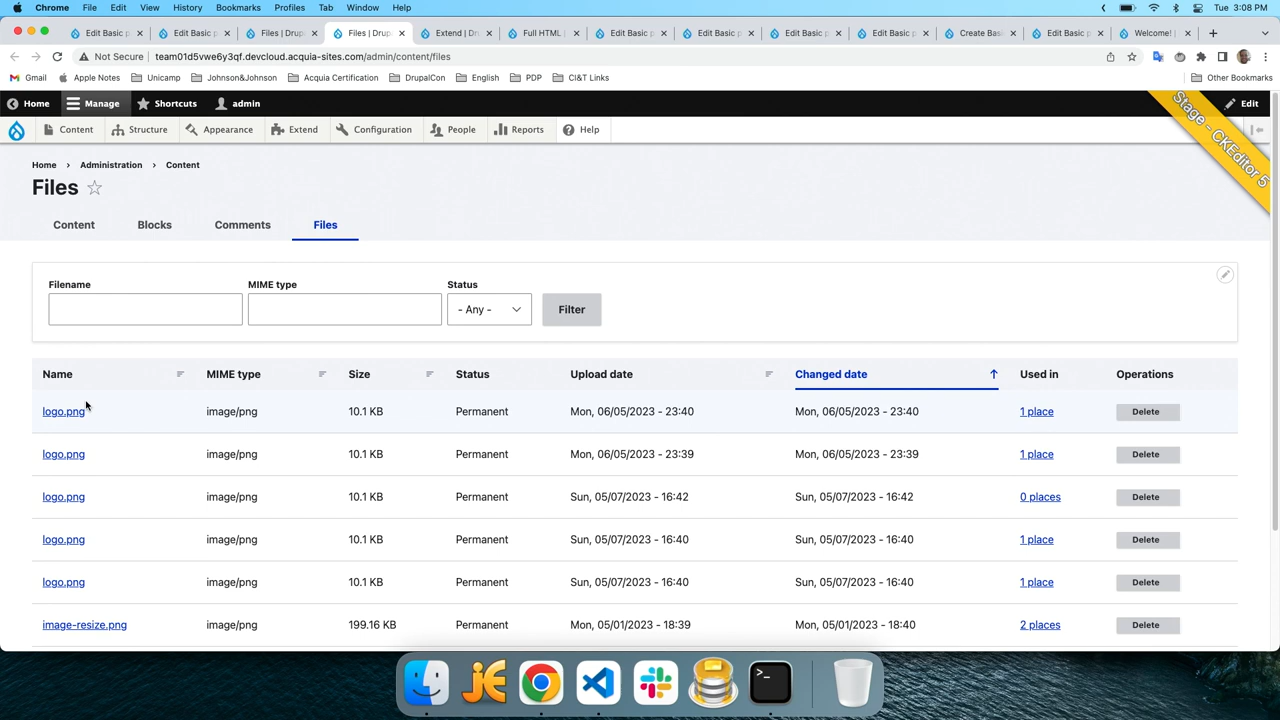 Chrome File Edit View History Bookmarks Profiles Tab Window Help Tue 3:08 PM
Edit Basic p Edit Basic p Files | Drup Files | Drup Extend | Dru Full HTML | Edit Basic p Edit Basic p Edit Basic p Edit Basic p Create Basi Edit Basic p Welcome! |
Not Secure team01d5vwe6y3qf.devcloud.acquia-sites.com/admin/content/files
Gmail Apple Notes Unicamp Johnson&Johnson Acquia Certification DrupalCon English PDP CI&T Links Other Bookmarks
Home Manage Shortcuts admin Edit
Stage - CKEditor 5
Content Structure Appearance Extend Configuration People Reports Help
Home > Administration > Content
Files
Content Blocks Comments Files
Filename MIME type Status
- Any - Filter
Name MIME type Size Status Upload date Changed date Used in Operations
logo.png image/png 10.1 KB Permanent Mon, 06/05/2023 - 23:40 Mon, 06/05/2023 - 23:40 1 place Delete
logo.png image/png 10.1 KB Permanent Mon, 06/05/2023 - 23:39 Mon, 06/05/2023 - 23:39 1 place Delete
logo.png image/png 10.1 KB Permanent Sun, 05/07/2023 - 16:42 Sun, 05/07/2023 - 16:42 0 places Delete
logo.png image/png 10.1 KB Permanent Sun, 05/07/2023 - 16:40 Sun, 05/07/2023 - 16:40 1 place Delete
logo.png image/png 10.1 KB Permanent Sun, 05/07/2023 - 16:40 Sun, 05/07/2023 - 16:40 1 place Delete
image-resize.png image/png 199.16 KB Permanent Mon, 05/01/2023 - 18:39 Mon, 05/01/2023 - 18:40 2 places Delete